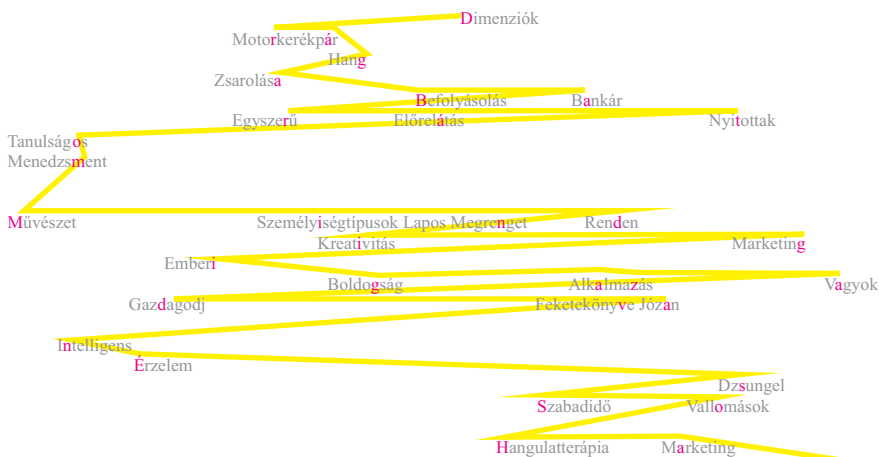 Dimenziók
Motorkerékpár
Hang
Zsarolása
Befolyásolás Bankár
Egyszerű Előrelátás Nyitottak
Tanulságos
Menedzsment
Művészet Személyiségtípusok Lapos Megrenget Renden
Kreativitás Marketing
Emberi
Boldogság Alkalmazás Vagyok
Gazdagodj Feketekönyve Józan
Intelligens
Érzelem
Dzsungel
Szabadidő Vallomások
Hangulatterápia Marketing